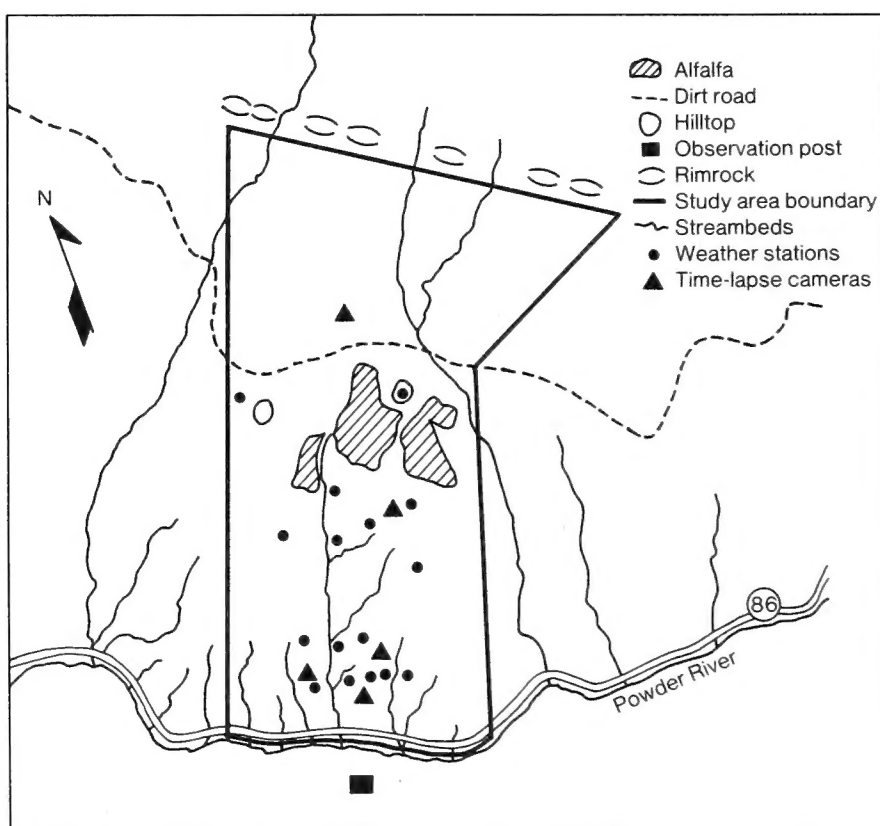 Alfalfa
Dirt road
Hilltop
Observation post
Rimrock
Study area boundary
Streambeds
Weather stations
Time-lapse cameras
N
86
Powder River